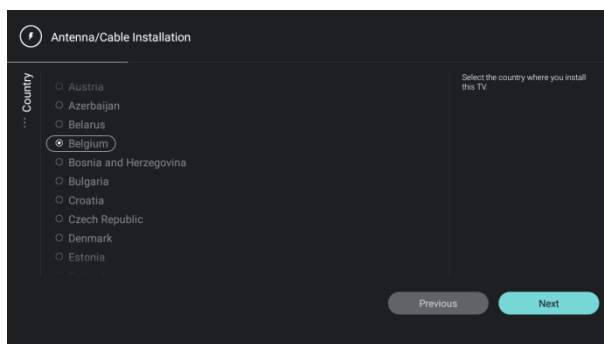 Antenna/Cable Installation
... Country
Austria
Azerbaijan
Belarus
Belgium
Bosnia and Herzegovina
Bulgaria
Croatia
Czech Republic
Denmark
Estonia
Select the country where you install
this TV.
Previous
Next